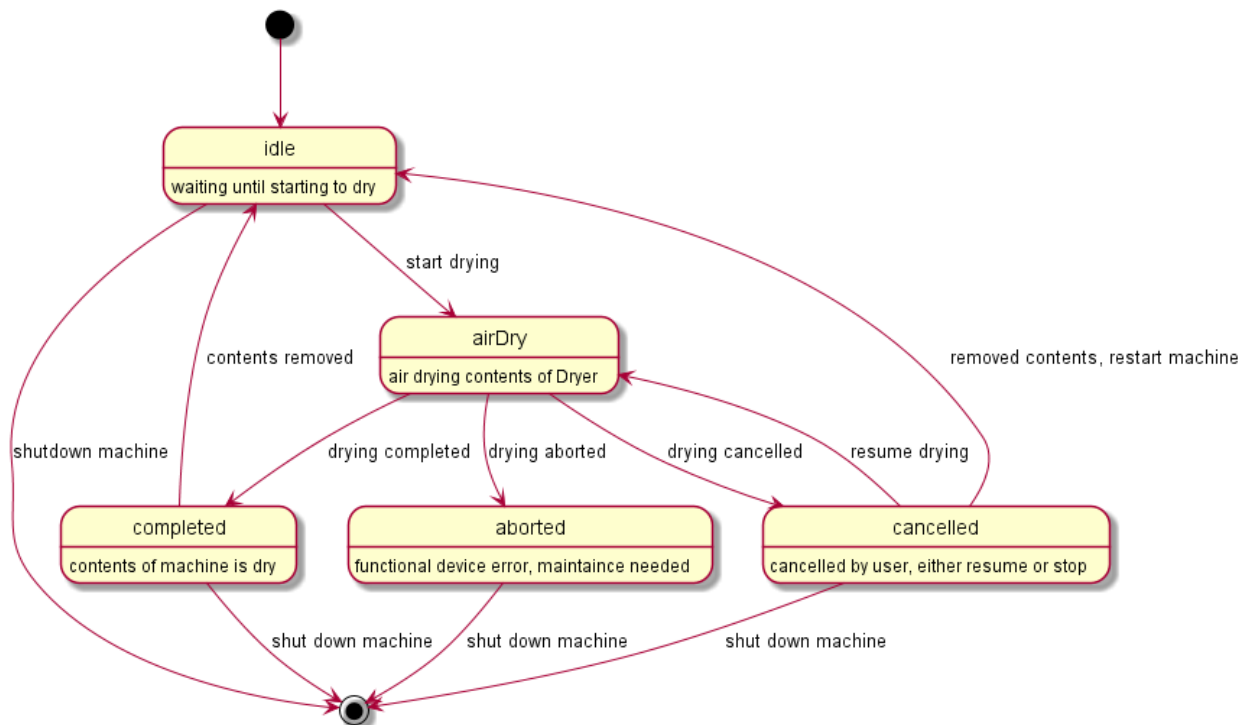 idle
waiting until starting to dry
start drying
airDry
air drying contents of Dryer
contents removed
removed contents, restart machine
shutdown machine
drying completed
drying aborted
drying cancelled
resume drying
completed
contents of machine is dry
aborted
functional device error, maintaince needed
cancelled
cancelled by user, either resume or stop
shut down machine
shut down machine
shut down machine